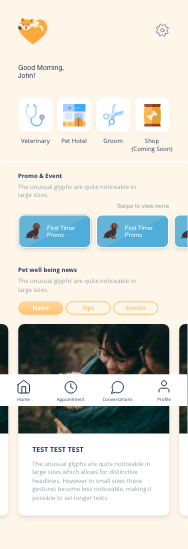 Good Morning,
John!
Veterinary
Pet Hotel
Groom
Shop
(Coming Soon)
Promo & Event
The unusual glyphs are quite noticeable in
large sizes.
Swipe to view more
First Timer
Promo
First Timer
Promo
Pet well being news
The unusual glyphs are quite noticeable in
large sizes.
News
Tips
Events
Home
Appointment
Conversations
Profile
TEST TEST TEST
The unusual glyphs are quite noticeable in
small sizes which allows for distinctive
headlines. However in small sizes these
gestures become less noticeable, making it
possible to set longer texts.